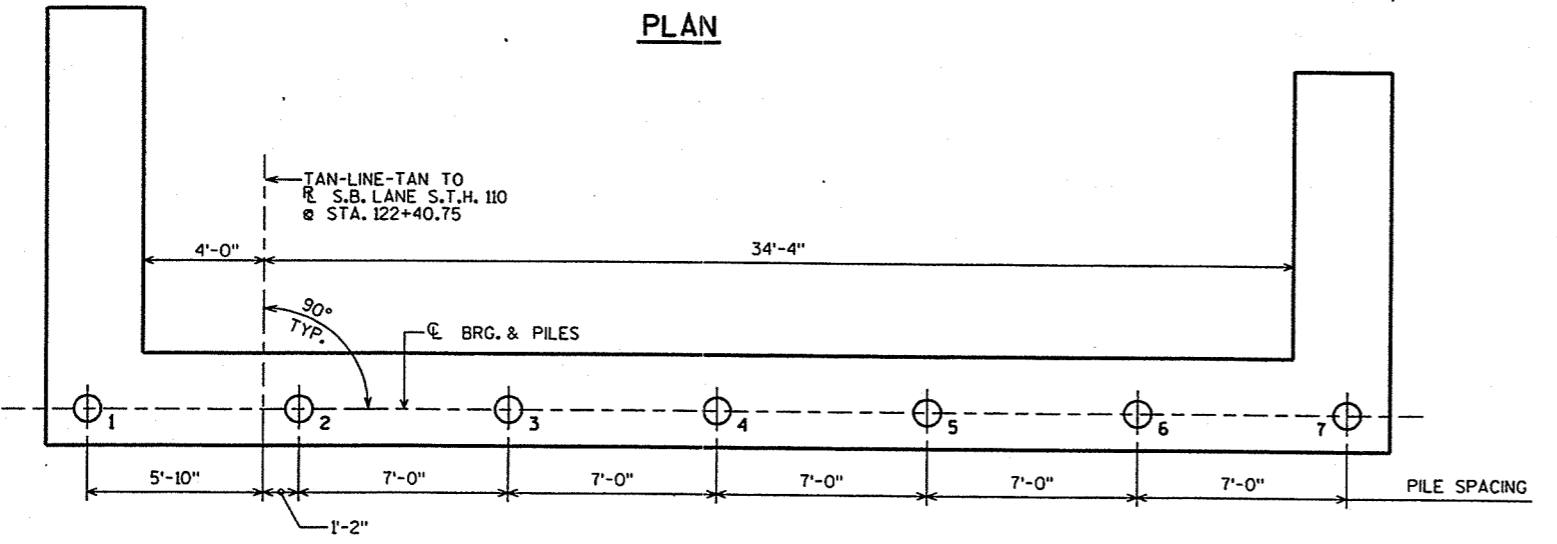 PLAN
TAN-LINE-TAN TO
R̲L S.B. LANE S.T.H. 110
@ STA. 122+40.75
4'-0"
34'-4"
90°
TYP.
℄ BRG. & PILES
1
2
3
4
5
6
7
5'-10"
7'-0"
7'-0"
7'-0"
7'-0"
7'-0"
PILE SPACING
1'-2"